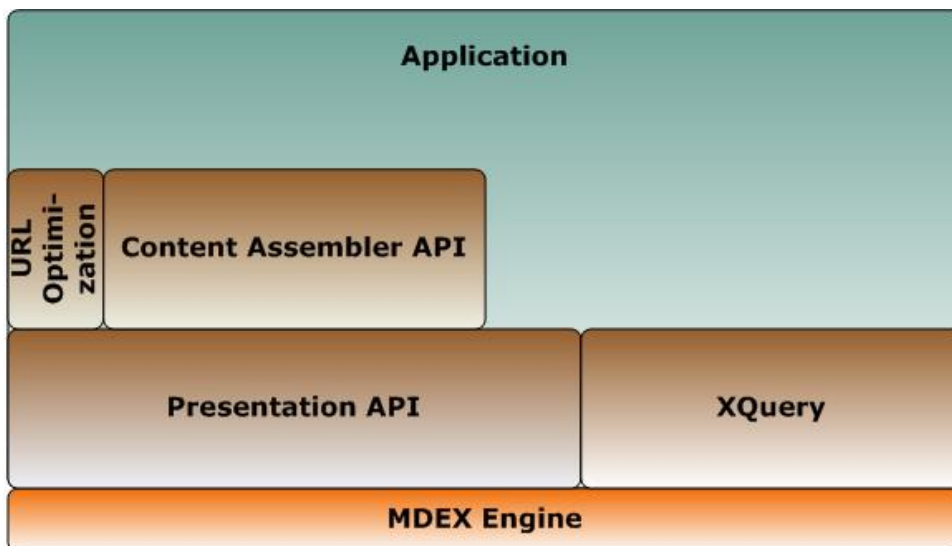 Application
URL
Optimi-
zation
Content Assembler API
Presentation API
XQuery
MDEX Engine